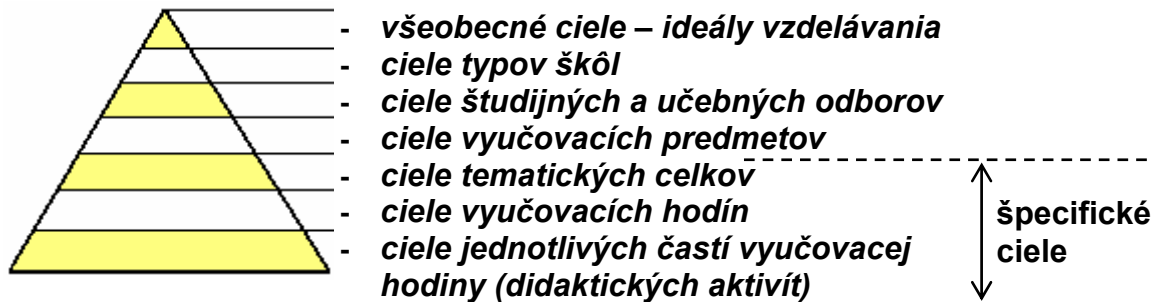 - všeobecné ciele – ideály vzdelávania
- ciele typov škôl
- ciele študijných a učebných odborov
- ciele vyučovacích predmetov
- ciele tematických celkov
- ciele vyučovacích hodín
- ciele jednotlivých častí vyučovacej
hodiny (didaktických aktivít)
špecifické
ciele